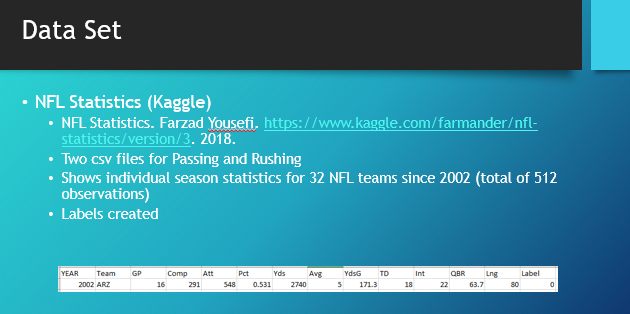 Data Set
• NFL Statistics (Kaggle)
• NFL Statistics. Farzad Yousefi. https://www.kaggle.com/farmander/nfl-
statistics/version/3. 2018.
• Two csv files for Passing and Rushing
• Shows individual season statistics for 32 NFL teams since 2002 (total of 512
observations)
• Labels created
YEAR Team GP Comp Att Pct Yds Avg YdsG TD Int QBR Lng Label
2002 ARZ 16 291 548 0.531 2740 5 171.3 18 22 63.7 80 0